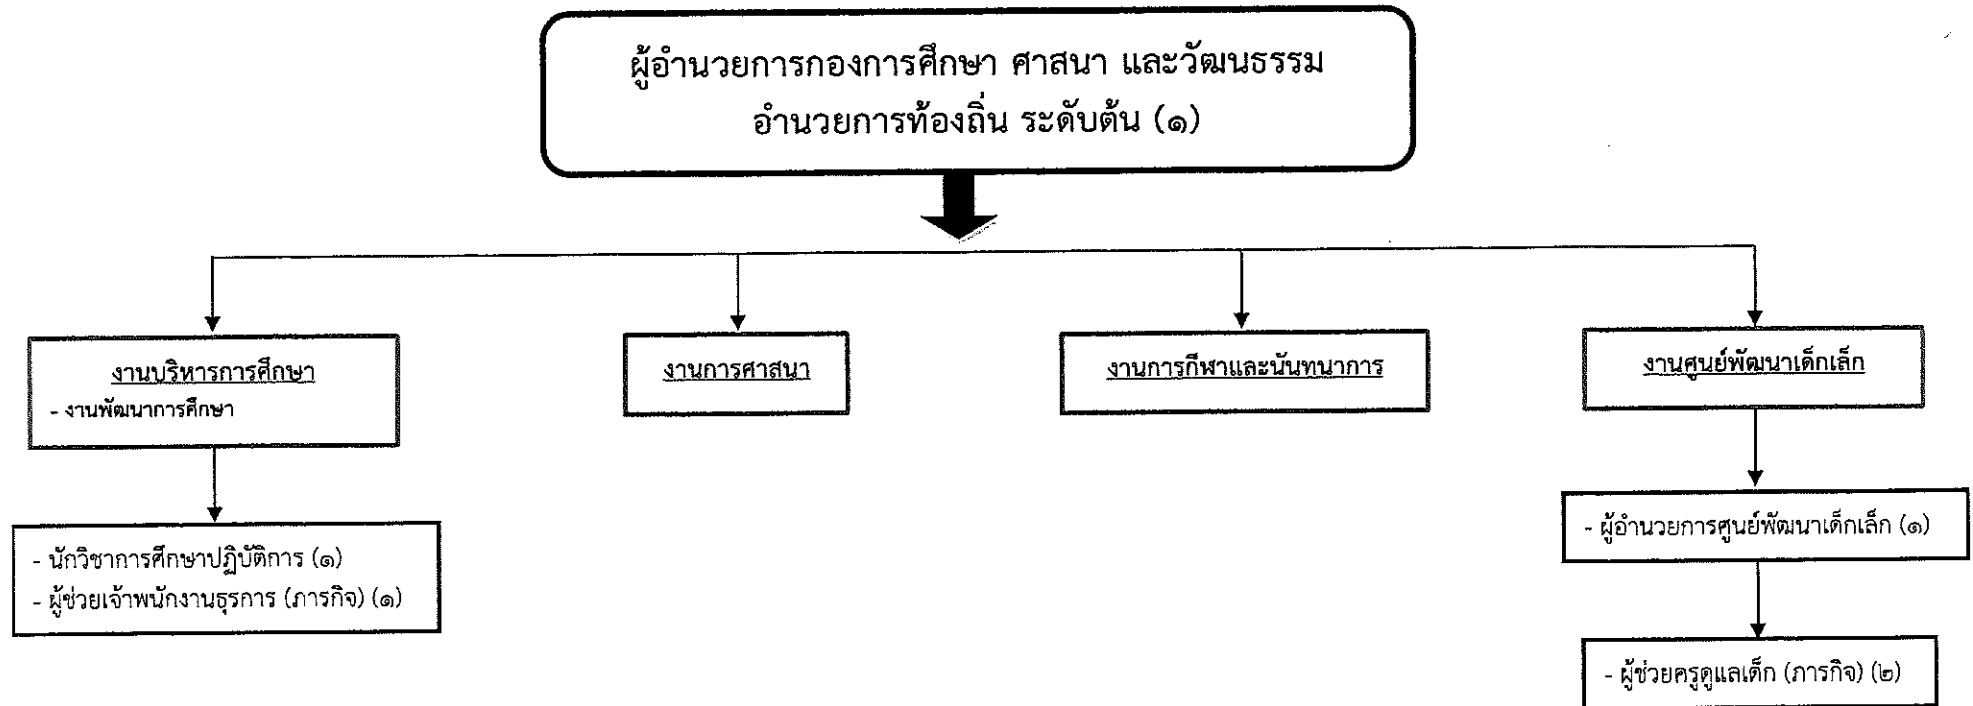 ผู้อำนวยการกองการศึกษา ศาสนา และวัฒนธรรม
อำนวยการท้องถิ่น ระดับต้น (๑)
งานบริหารการศึกษา
- งานพัฒนาการศึกษา
งานการศาสนา
งานการกีฬาและนันทนาการ
งานศูนย์พัฒนาเด็กเล็ก
- นักวิชาการศึกษาปฏิบัติการ (๑)
- ผู้ช่วยเจ้าพนักงานธุรการ (ภารกิจ) (๑)
- ผู้อำนวยการศูนย์พัฒนาเด็กเล็ก (๑)
- ผู้ช่วยครูดูแลเด็ก (ภารกิจ) (๒)